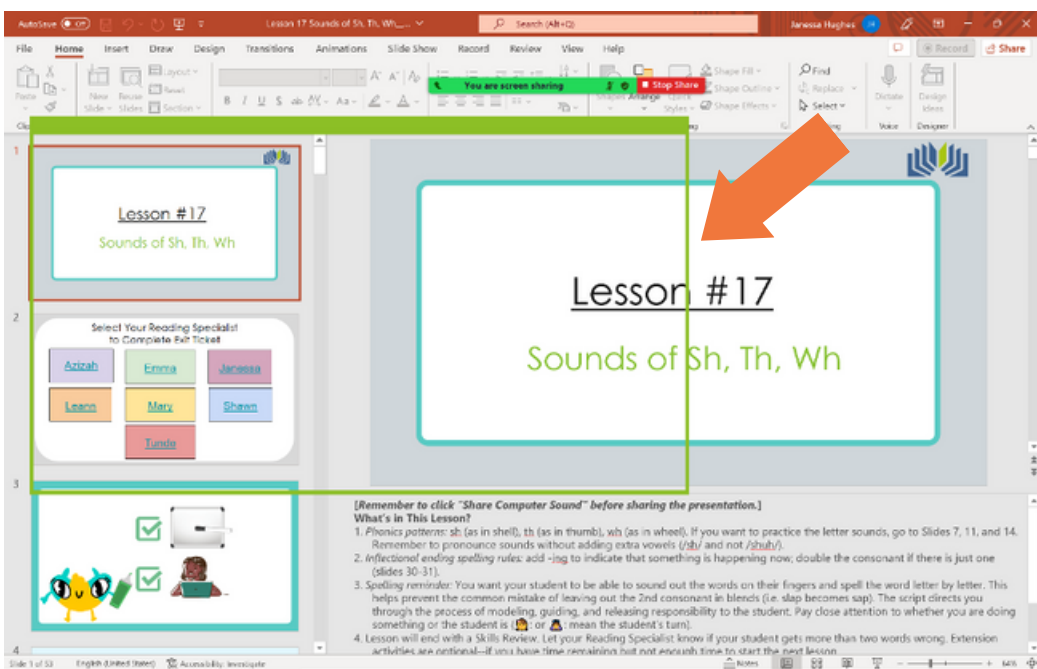 AutoSave Off Lesson 17 Sounds of Sh, Th, Wh_... Search (Alt+Q) Janessa Hughes
File Home Insert Draw Design Transitions Animations Slide Show Record Review View Help Record Share
Paste New Slide Reuse Slides Layout Reset Section
B I U S ab AV Aa A A
You are screen sharing Stop Share
Shapes Arrange Quick Styles Shape Fill Shape Outline Shape Effects
Find Replace Select Dictate Design Ideas
Voice Designer
1
Lesson #17
Sounds of Sh, Th, Wh
2
Select Your Reading Specialist
to Complete Exit Ticket
Azizah Emma Janessa
Leann Mary Shawn
Tunde
3
4
Lesson #17
Sounds of Sh, Th, Wh
[Remember to click "Share Computer Sound" before sharing the presentation.]
What's in This Lesson?
1. Phonics patterns: sh (as in shell), th (as in thumb), wh (as in wheel). If you want to practice the letter sounds, go to Slides 7, 11, and 14.
Remember to pronounce sounds without adding extra vowels (/sh/ and not /shuh/).
2. Inflectional ending spelling rules: add -ing to indicate that something is happening now; double the consonant if there is just one
(slides 30-31).
3. Spelling reminder: You want your student to be able to sound out the words on their fingers and spell the word letter by letter. This
helps prevent the common mistake of leaving out the 2nd consonant in blends (i.e. slap becomes sap). The script directs you
through the process of modeling, guiding, and releasing responsibility to the student. Pay close attention to whether you are doing
something or the student is ( or : mean the student's turn).
4. Lesson will end with a Skills Review. Let your Reading Specialist know if your student gets more than two words wrong. Extension
activities are optional--if you have time remaining but not enough time to start the next lesson
Slide 1 of 53 English (United States) Accessibility: Investigate Notes 64%